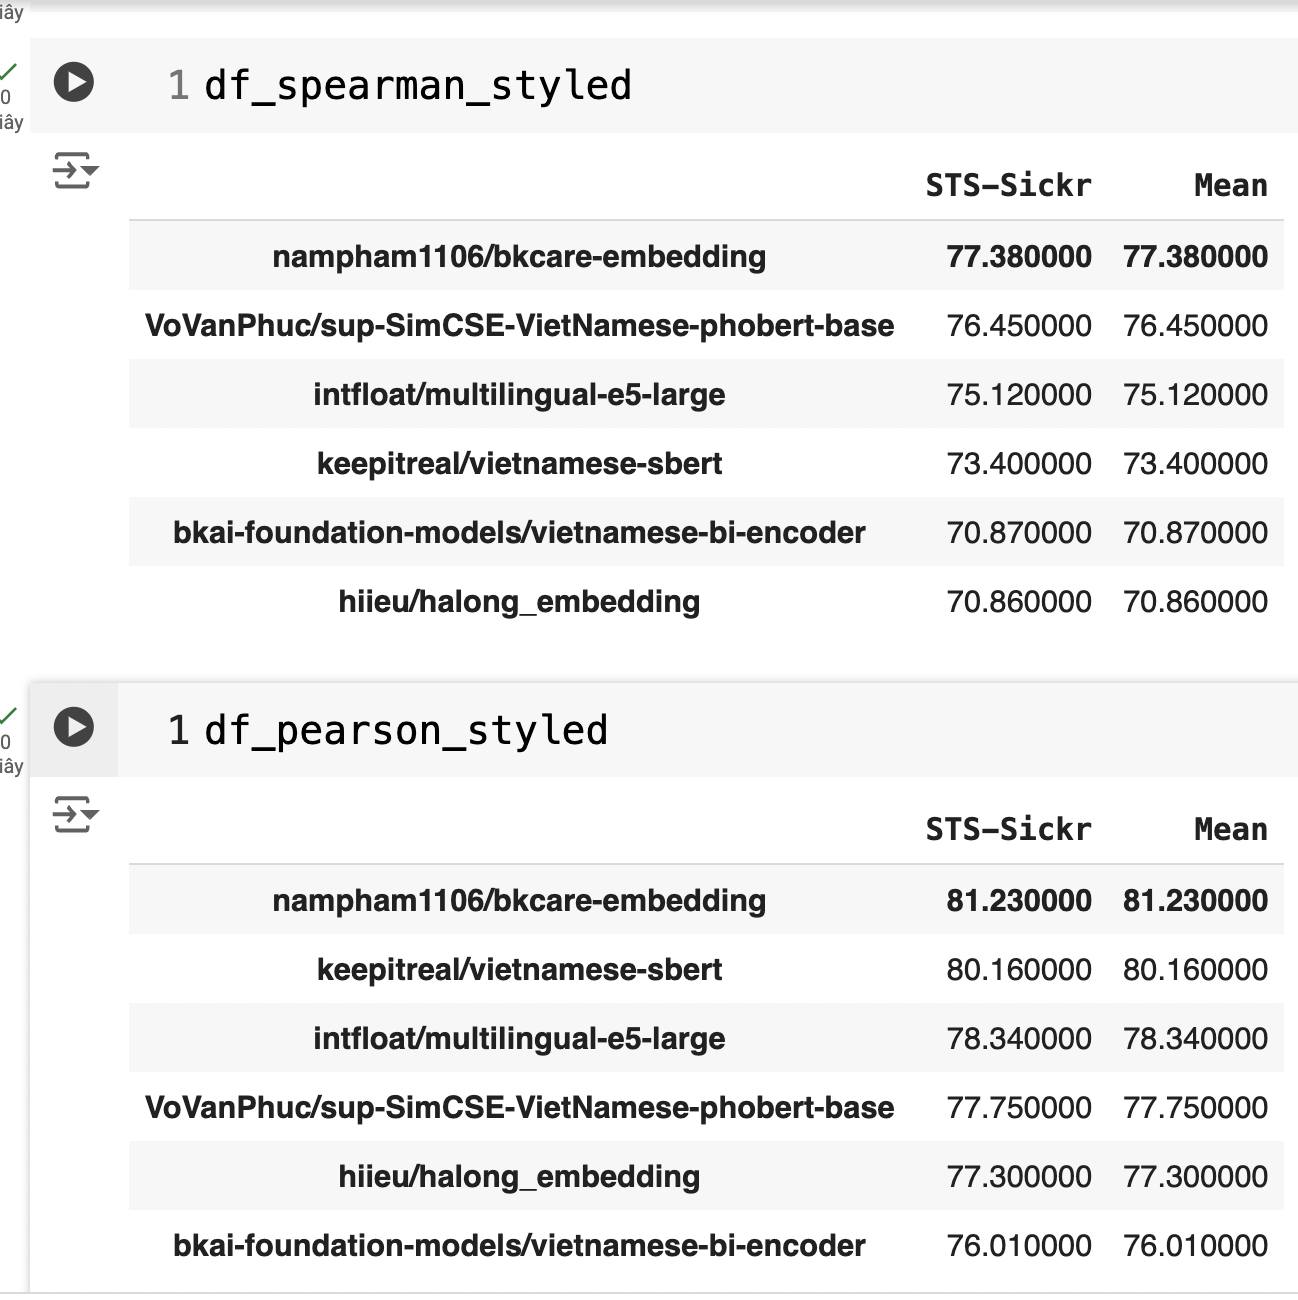 iây
0
iây
1 df_spearman_styled
STS-Sickr Mean
nampham1106/bkcare-embedding 77.380000 77.380000
VoVanPhuc/sup-SimCSE-VietNamese-phobert-base 76.450000 76.450000
intfloat/multilingual-e5-large 75.120000 75.120000
keepitreal/vietnamese-sbert 73.400000 73.400000
bkai-foundation-models/vietnamese-bi-encoder 70.870000 70.870000
hiieu/halong_embedding 70.860000 70.860000
0
iây
1 df_pearson_styled
STS-Sickr Mean
nampham1106/bkcare-embedding 81.230000 81.230000
keepitreal/vietnamese-sbert 80.160000 80.160000
intfloat/multilingual-e5-large 78.340000 78.340000
VoVanPhuc/sup-SimCSE-VietNamese-phobert-base 77.750000 77.750000
hiieu/halong_embedding 77.300000 77.300000
bkai-foundation-models/vietnamese-bi-encoder 76.010000 76.010000